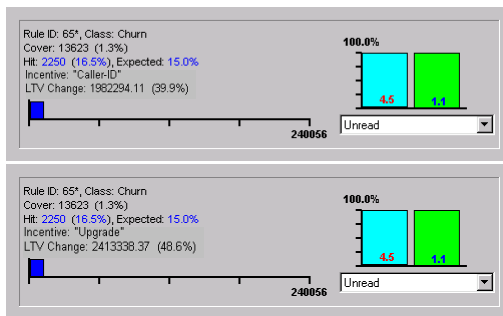 Rule ID: 65*, Class: Churn
Cover: 13623 (1.3%)
Hit: 2250 (16.5%), Expected: 15.0%
Incentive: "Caller-ID"
LTV Change: 1982294.11 (39.9%)
240056
100.0%
4.5 1.1
Unread
Rule ID: 65*, Class: Churn
Cover: 13623 (1.3%)
Hit: 2250 (16.5%), Expected: 15.0%
Incentive: "Upgrade"
LTV Change: 2413338.37 (48.6%)
240056
100.0%
4.5 1.1
Unread